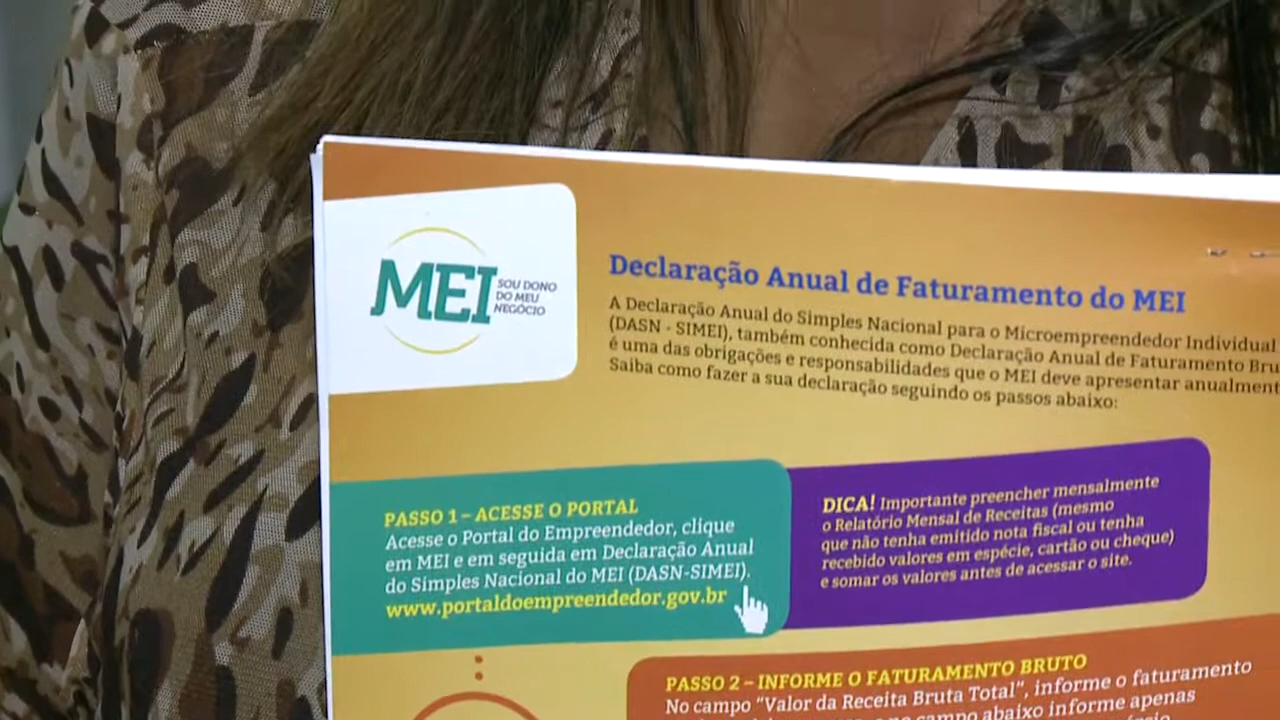 MEI
SOU DONO
DO MEU
NEGÓCIO
Declaração Anual de Faturamento do MEI
A Declaração Anual do Simples Nacional para o Microempreendedor Individual
(DASN - SIMEI), também conhecida como Declaração Anual de Faturamento Bru
é uma das obrigações e responsabilidades que o MEI deve apresentar anualment
Saiba como fazer a sua declaração seguindo os passos abaixo:
PASSO 1 – ACESSE O PORTAL
Acesse o Portal do Empreendedor, clique
em MEI e em seguida em Declaração Anual
do Simples Nacional do MEI (DASN-SIMEI).
www.portaldoempreendedor.gov.br
DICA! Importante preencher mensalmente
o Relatório Mensal de Receitas (mesmo
que não tenha emitido nota fiscal ou tenha
recebido valores em espécie, cartão ou cheque)
e somar os valores antes de acessar o site.
PASSO 2 – INFORME O FATURAMENTO BRUTO
No campo “Valor da Receita Bruta Total”, informe o faturamento
campo abaixo informe apenas